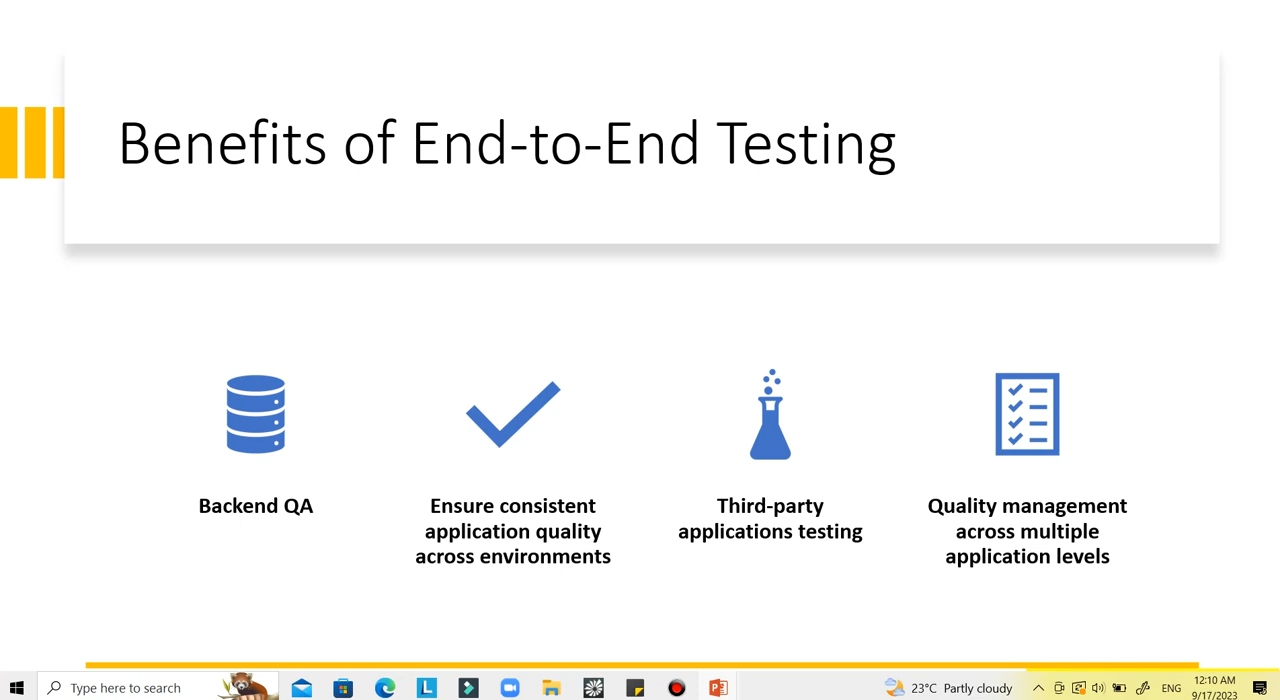 Benefits of End-to-End Testing
Backend QA
Ensure consistent
application quality
across environments
Third-party
applications testing
Quality management
across multiple
application levels
Type here to search
L
23°C Partly cloudy
ENG
12:10 AM
9/17/2023